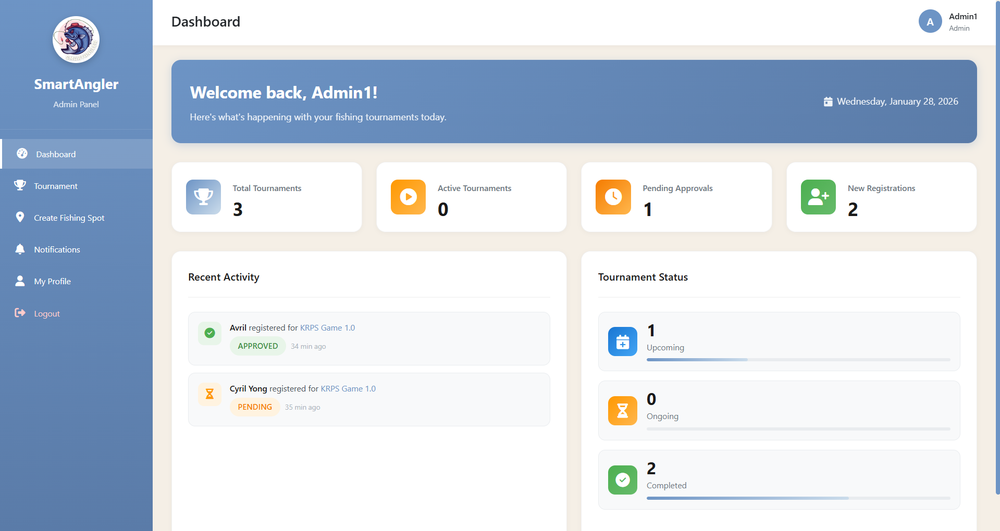 SMARTANGLER
SmartAngler
Admin Panel
Dashboard
Tournament
Create Fishing Spot
Notifications
My Profile
Logout
Dashboard
A
Admin1
Admin
Welcome back, Admin1!
Here's what's happening with your fishing tournaments today.
Wednesday, January 28, 2026
Total Tournaments
3
Active Tournaments
0
Pending Approvals
1
New Registrations
2
Recent Activity
Avril registered for KRPS Game 1.0
APPROVED 34 min ago
Cyril Yong registered for KRPS Game 1.0
PENDING 35 min ago
Tournament Status
1
Upcoming
0
Ongoing
2
Completed